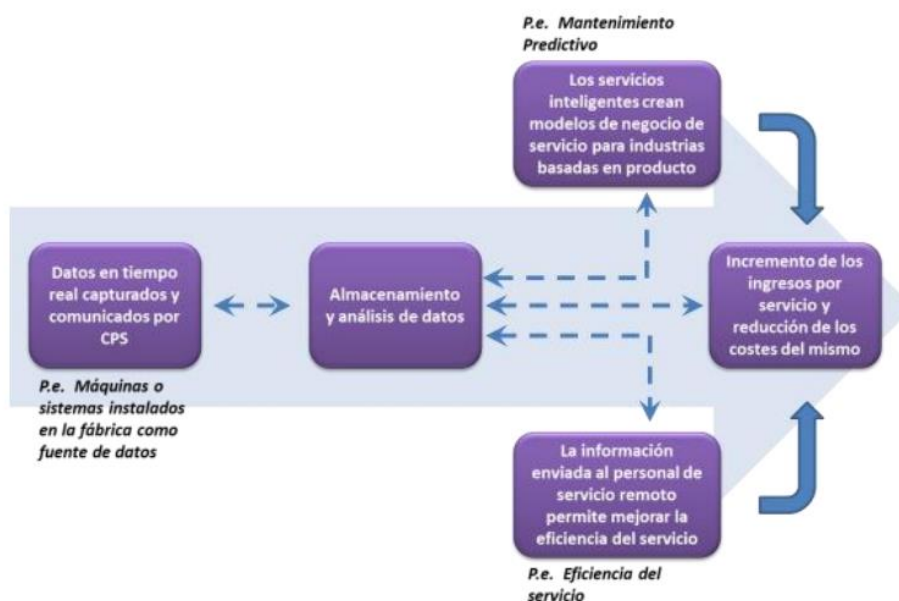 P.e. Mantenimiento
Predictivo
Los servicios
inteligentes crean
modelos de negocio de
servicio para industrias
basadas en producto
Datos en tiempo
real capturados y
comunicados por
CPS
P.e. Máquinas o
sistemas instalados
en la fábrica como
fuente de datos
Almacenamiento
y análisis de datos
Incremento de los
ingresos por
servicio y
reducción de los
costes del mismo
La información
enviada al personal de
servicio remoto
permite mejorar la
eficiencia del servicio
P.e. Eficiencia del
servicio